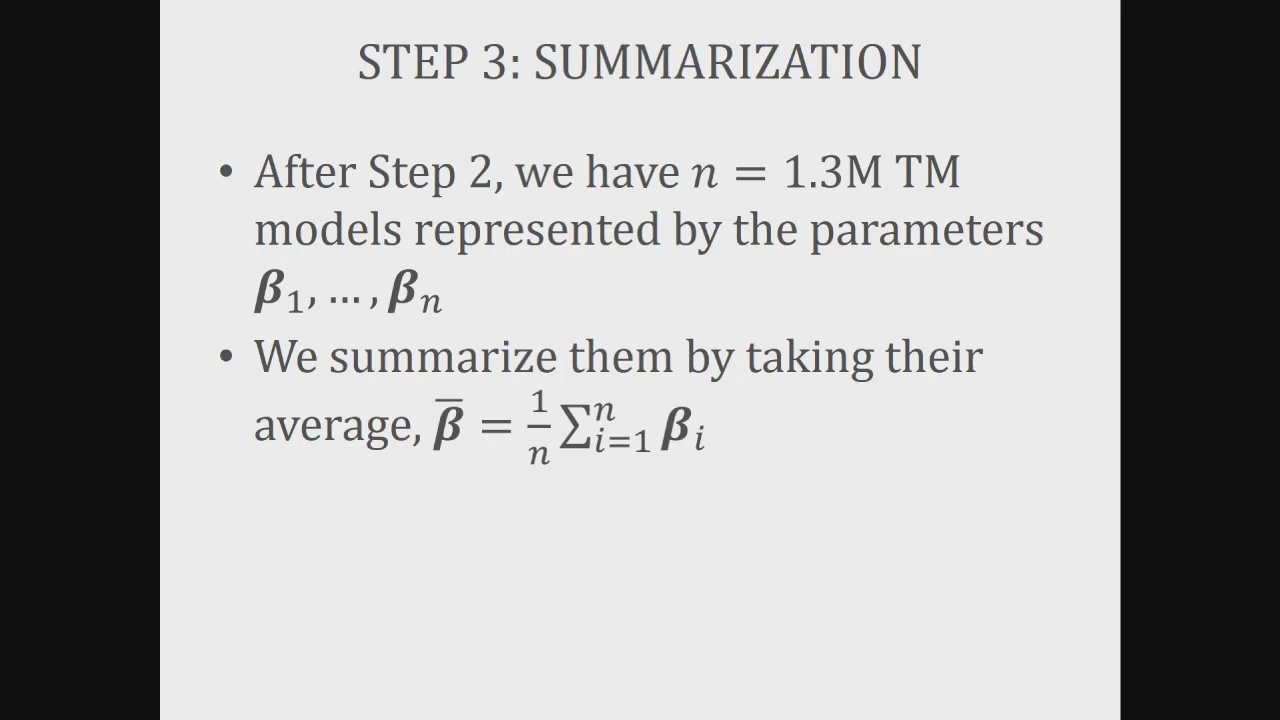 STEP 3: SUMMARIZATION
• After Step 2, we have 𝑛 = 1.3M TM
models represented by the parameters
𝜷₁, … , 𝜷ₙ
• We summarize them by taking their
average, 𝜷̅ = 1/𝑛 ∑ⁿᵢ₌₁ 𝜷ᵢ